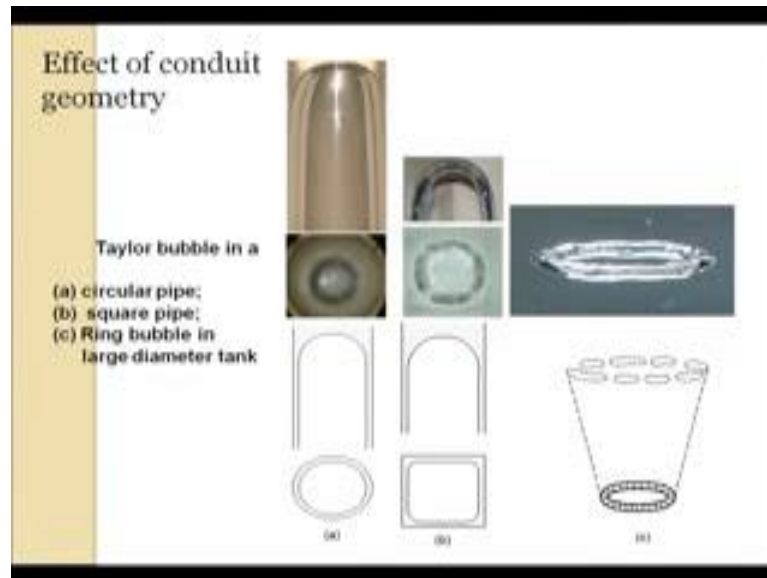 Effect of conduit
geometry
Taylor bubble in a
(a) circular pipe;
(b) square pipe;
(c) Ring bubble in
large diameter tank
(a)
(b)
(c)